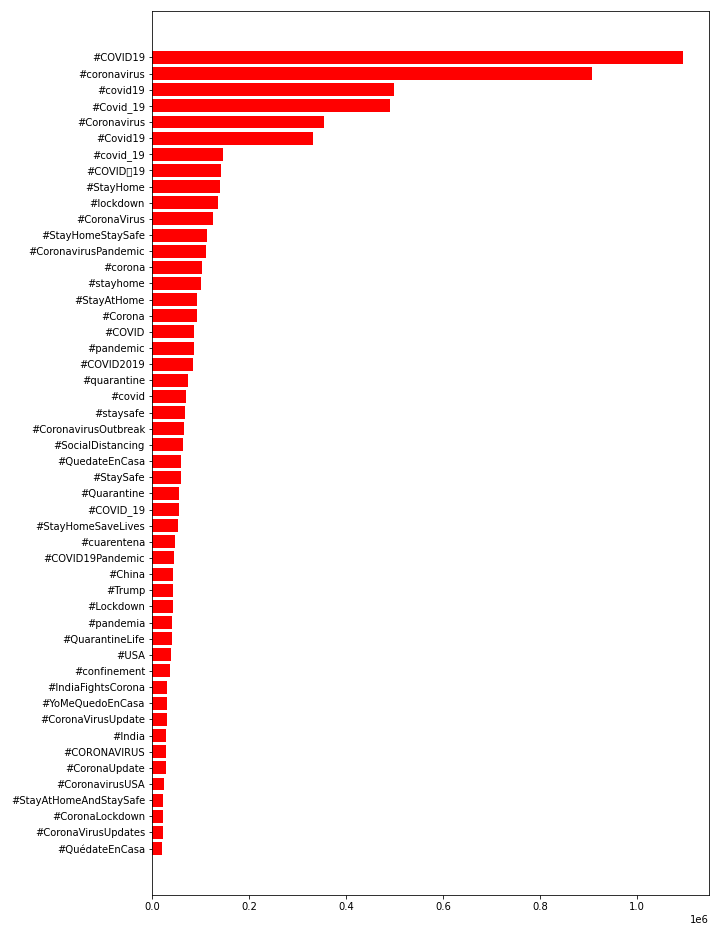 #COVID19
#coronavirus
#covid19
#Covid_19
#Coronavirus
#Covid19
#covid_19
#COVID▯19
#StayHome
#lockdown
#CoronaVirus
#StayHomeStaySafe
#CoronavirusPandemic
#corona
#stayhome
#StayAtHome
#Corona
#COVID
#pandemic
#COVID2019
#quarantine
#covid
#staysafe
#CoronavirusOutbreak
#SocialDistancing
#QuedateEnCasa
#StaySafe
#Quarantine
#COVID_19
#StayHomeSaveLives
#cuarentena
#COVID19Pandemic
#China
#Trump
#Lockdown
#pandemia
#QuarantineLife
#USA
#confinement
#IndiaFightsCorona
#YoMeQuedoEnCasa
#CoronaVirusUpdate
#India
#CORONAVIRUS
#CoronaUpdate
#CoronavirusUSA
#StayAtHomeAndStaySafe
#CoronaLockdown
#CoronaVirusUpdates
#QuédateEnCasa
0.0 0.2 0.4 0.6 0.8 1.0
1e6